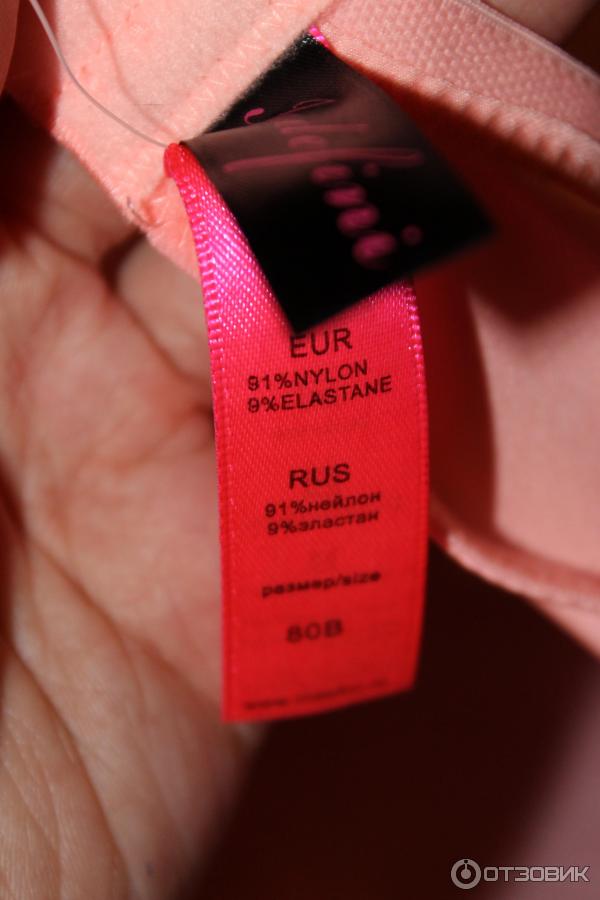 EUR
91%NYLON
9%ELASTANE
RUS
91%нейлон
9%эластан
размер/size
80B
ОТЗОВИК